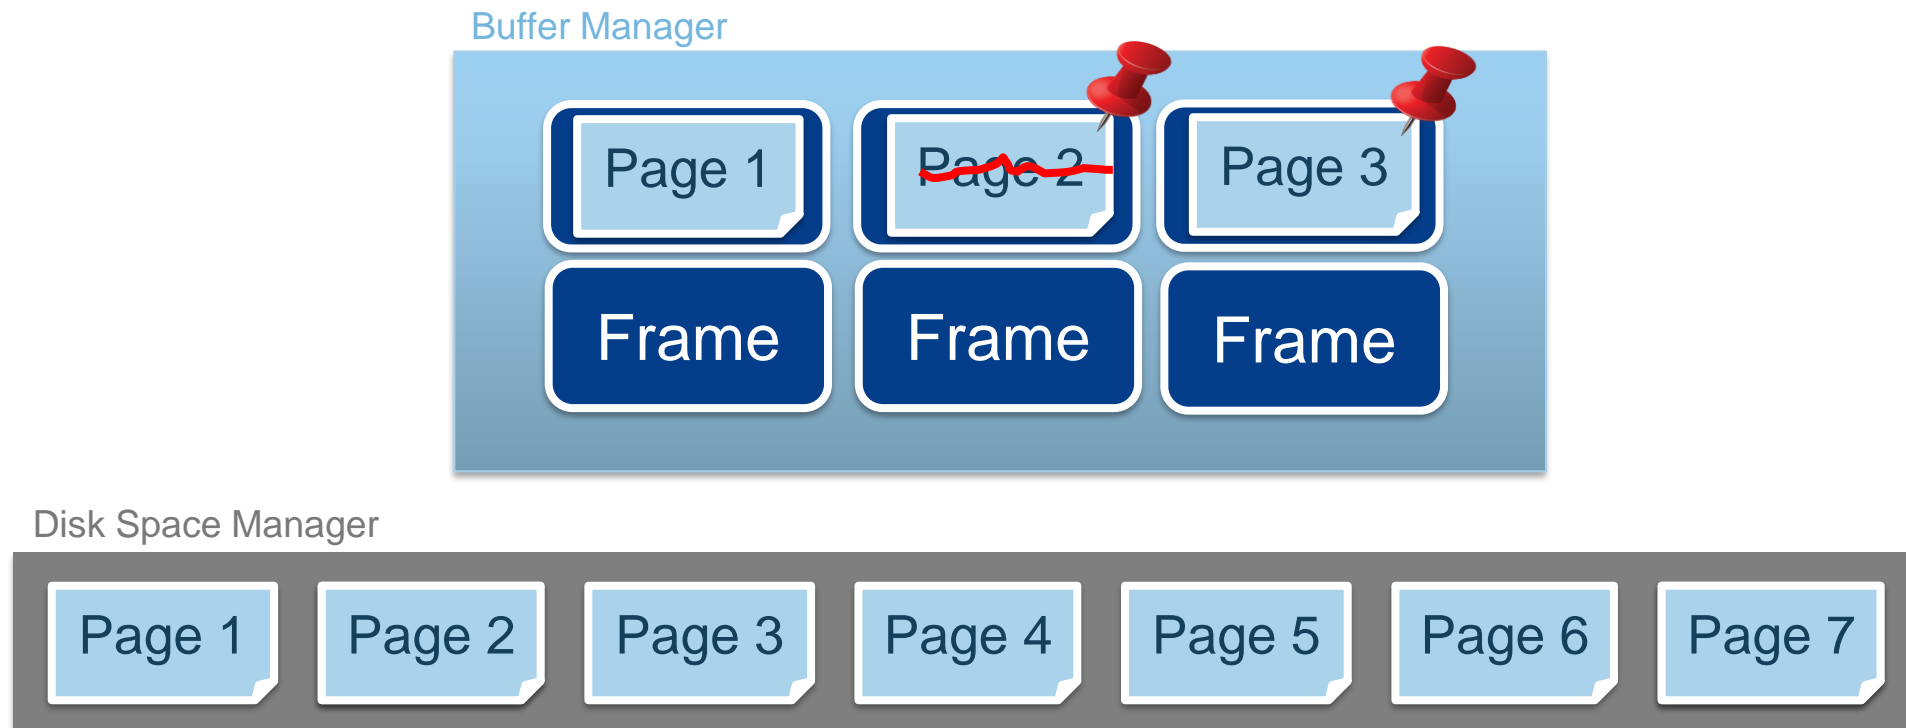 Buffer Manager
Page 1
Page 2
Page 3
Frame
Frame
Frame
Disk Space Manager
Page 1
Page 2
Page 3
Page 4
Page 5
Page 6
Page 7